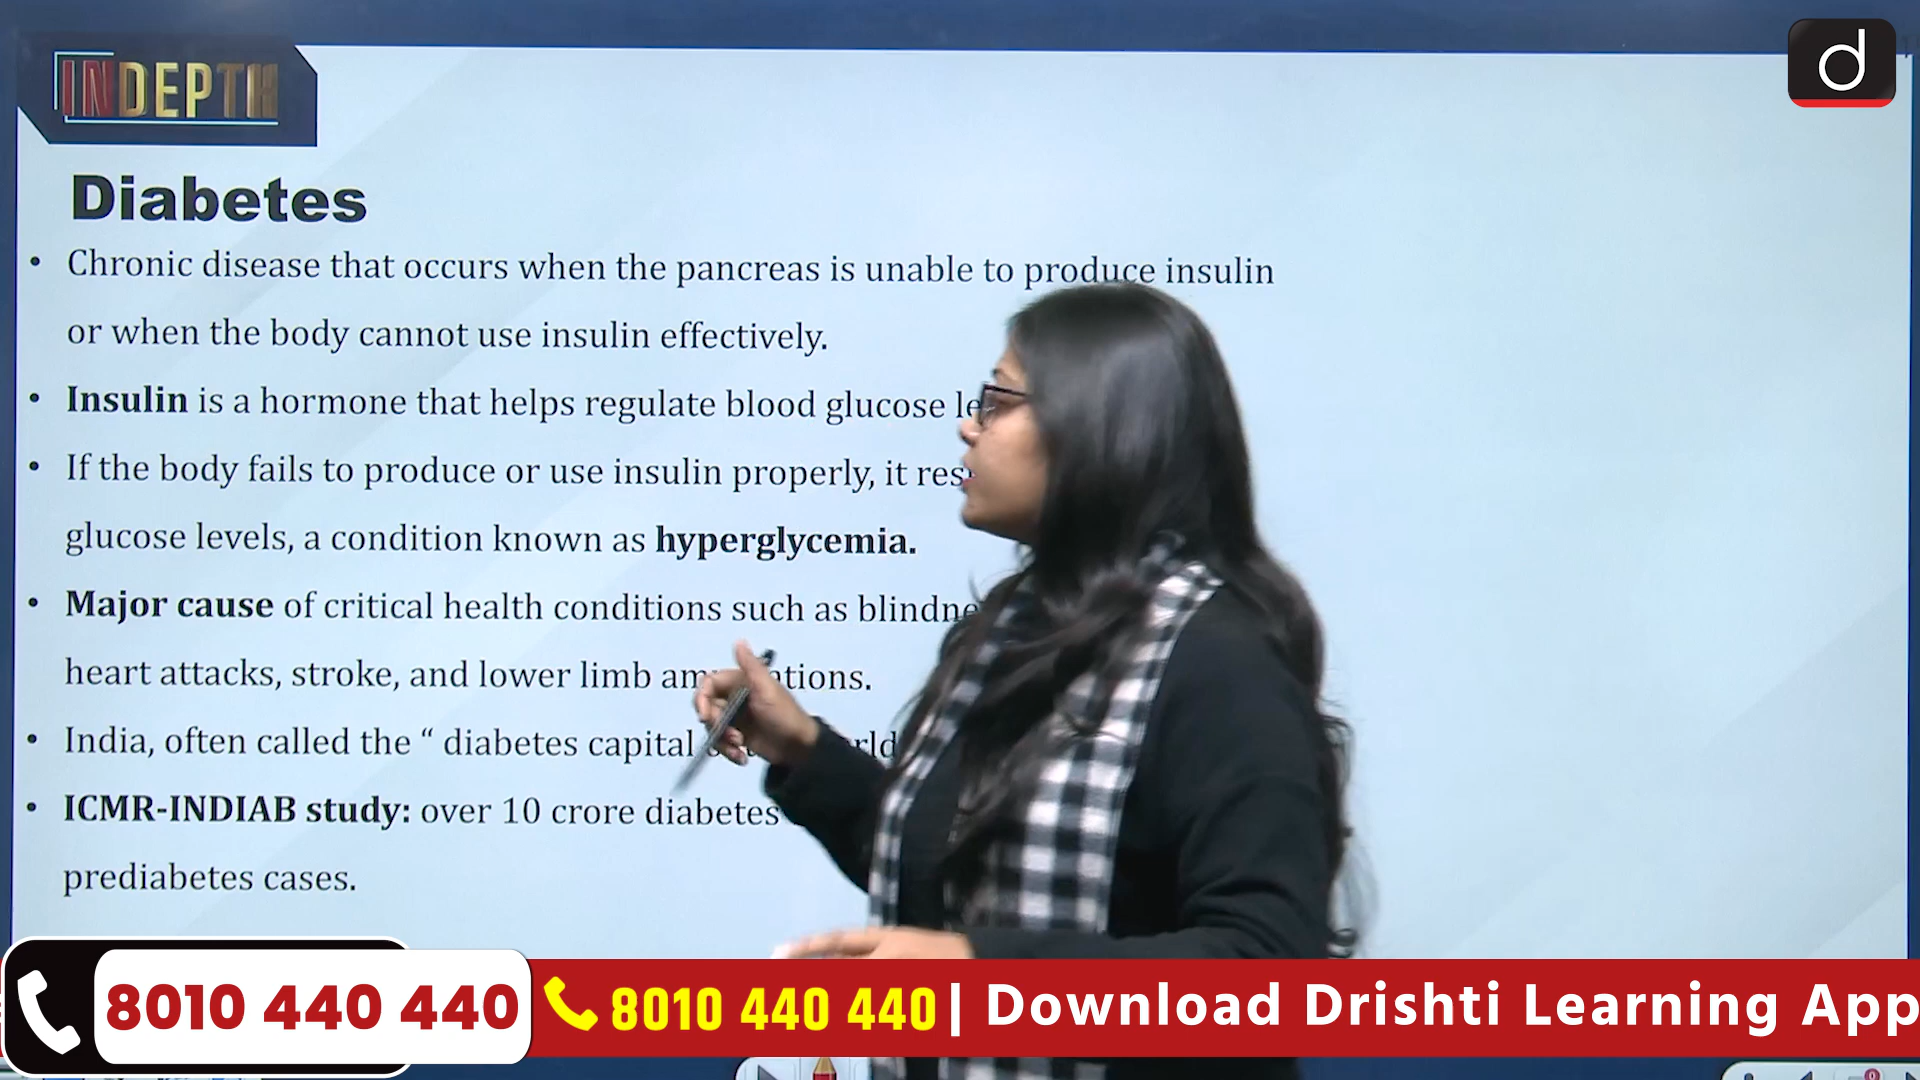 INDEPTH
d
Diabetes
• Chronic disease that occurs when the pancreas is unable to produce insulin
or when the body cannot use insulin effectively.
• Insulin is a hormone that helps regulate blood glucose
• If the body fails to produce or use insulin properly, it
glucose levels, a condition known as hyperglycemia.
• Major cause of critical health conditions such as
heart attacks, stroke, and lower limb
• India, often called the “ diabetes capital
• ICMR-INDIAB study: over 10 crore diabetes
prediabetes cases.
8010 440 440
8010 440 440 | Download Drishti Learning App